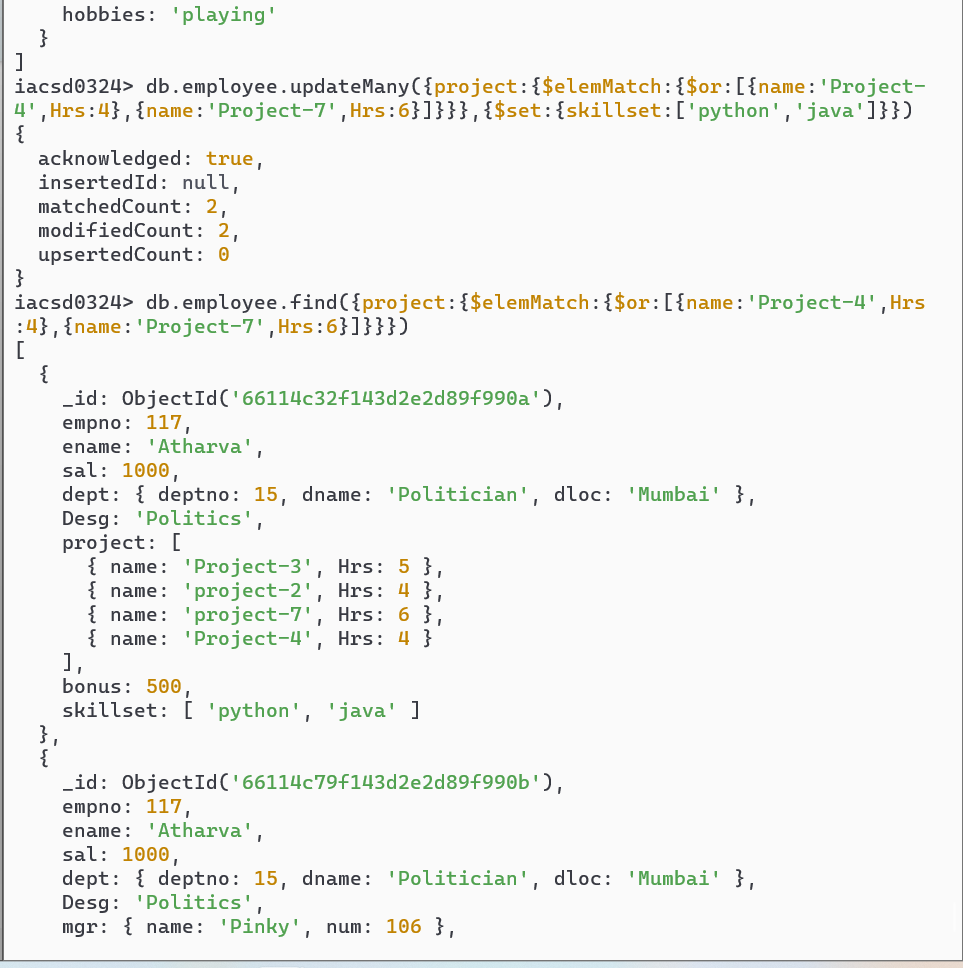 hobbies: 'playing'
  }
]
iacsd0324> db.employee.updateMany({project:{$elemMatch:{$or:[{name:'Project-
4',Hrs:4},{name:'Project-7',Hrs:6}]}}},{$set:{skillset:['python','java']}})
{
  acknowledged: true,
  insertedId: null,
  matchedCount: 2,
  modifiedCount: 2,
  upsertedCount: 0
}
iacsd0324> db.employee.find({project:{$elemMatch:{$or:[{name:'Project-4',Hrs
:4},{name:'Project-7',Hrs:6}]}}})
[
  {
    _id: ObjectId('66114c32f143d2e2d89f990a'),
    empno: 117,
    ename: 'Atharva',
    sal: 1000,
    dept: { deptno: 15, dname: 'Politician', dloc: 'Mumbai' },
    Desg: 'Politics',
    project: [
      { name: 'Project-3', Hrs: 5 },
      { name: 'project-2', Hrs: 4 },
      { name: 'project-7', Hrs: 6 },
      { name: 'Project-4', Hrs: 4 }
    ],
    bonus: 500,
    skillset: [ 'python', 'java' ]
  },
  {
    _id: ObjectId('66114c79f143d2e2d89f990b'),
    empno: 117,
    ename: 'Atharva',
    sal: 1000,
    dept: { deptno: 15, dname: 'Politician', dloc: 'Mumbai' },
    Desg: 'Politics',
    mgr: { name: 'Pinky', num: 106 },